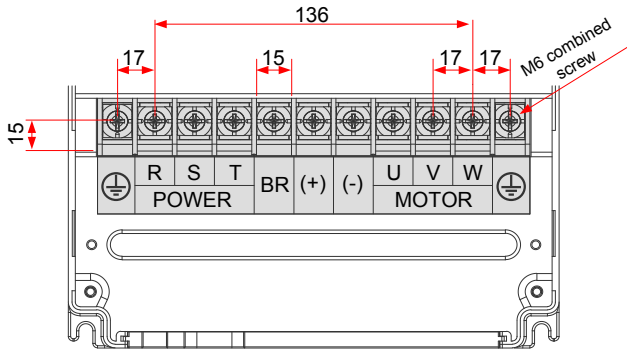 136
17
15
17
17
M6 combined
screw
15
R S T
BR (+) (-)
U V W
POWER
MOTOR